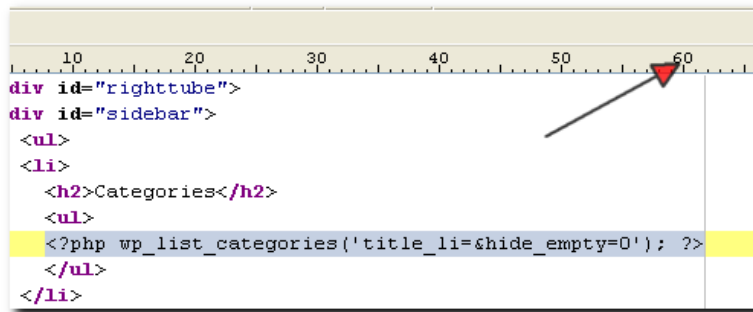 10 20 30 40 50 60
div id="righttube">
div id="sidebar">
<ul>
<li>
<h2>Categories</h2>
<ul>
<?php wp_list_categories('title_li=&hide_empty=0'); ?>
</ul>
</li>